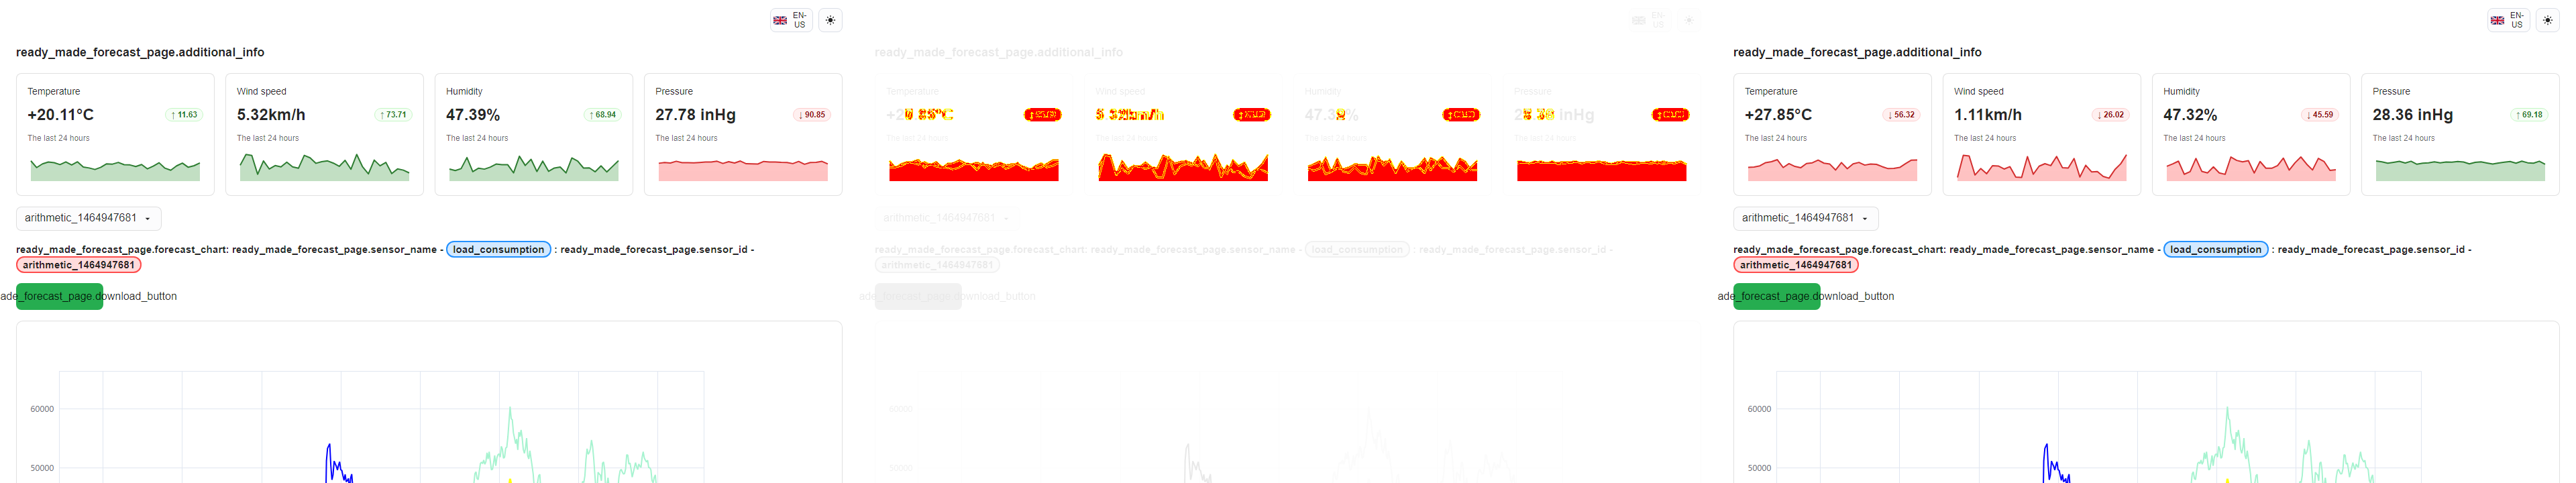 EN-
US
ready_made_forecast_page.additional_info
Temperature
+20.11°C
↑ 11.63
The last 24 hours
Wind speed
5.32km/h
↑ 73.71
The last 24 hours
Humidity
47.39%
↑ 68.94
The last 24 hours
Pressure
27.78 inHg
↓ 90.85
The last 24 hours
arithmetic_1464947681
ready_made_forecast_page.forecast_chart: ready_made_forecast_page.sensor_name - load_consumption : ready_made_forecast_page.sensor_id -
arithmetic_1464947681
ade_forecast_page.download_button
60000
50000
EN-
US
ready_made_forecast_page.additional_info
Temperature
The last 24 hours
Wind speed
The last 24 hours
Humidity
The last 24 hours
Pressure
inHg
The last 24 hours
arithmetic_1464947681
ready_made_forecast_page.forecast_chart: ready_made_forecast_page.sensor_name - load_consumption : ready_made_forecast_page.sensor_id -
arithmetic_1464947681
ade_forecast_page.download_button
60000
50000
EN-
US
ready_made_forecast_page.additional_info
Temperature
+27.85°C
↓ 56.32
The last 24 hours
Wind speed
1.11km/h
↓ 26.02
The last 24 hours
Humidity
47.32%
↓ 45.59
The last 24 hours
Pressure
28.36 inHg
↑ 69.18
The last 24 hours
arithmetic_1464947681
ready_made_forecast_page.forecast_chart: ready_made_forecast_page.sensor_name - load_consumption : ready_made_forecast_page.sensor_id -
arithmetic_1464947681
ade_forecast_page.download_button
60000
50000